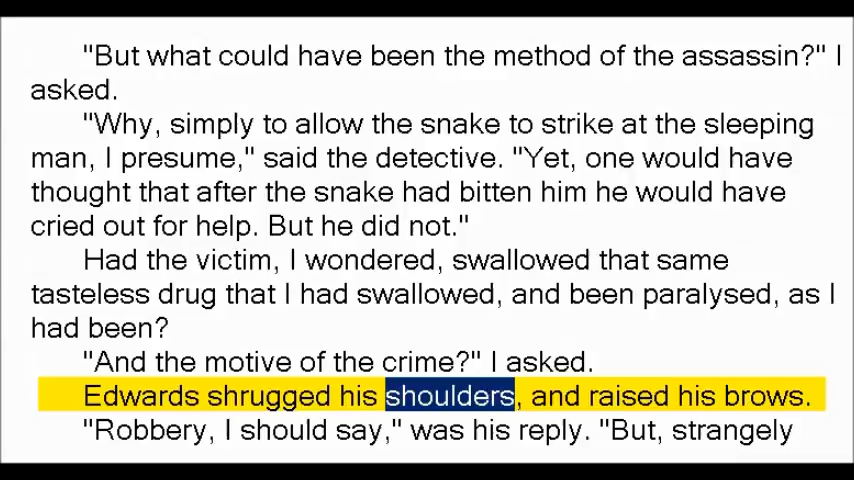 "But what could have been the method of the assassin?" I
asked.
"Why, simply to allow the snake to strike at the sleeping
man, I presume," said the detective. "Yet, one would have
thought that after the snake had bitten him he would have
cried out for help. But he did not."
Had the victim, I wondered, swallowed that same
tasteless drug that I had swallowed, and been paralysed, as I
had been?
"And the motive of the crime?" I asked.
Edwards shrugged his shoulders, and raised his brows.
"Robbery, I should say," was his reply. "But, strangely